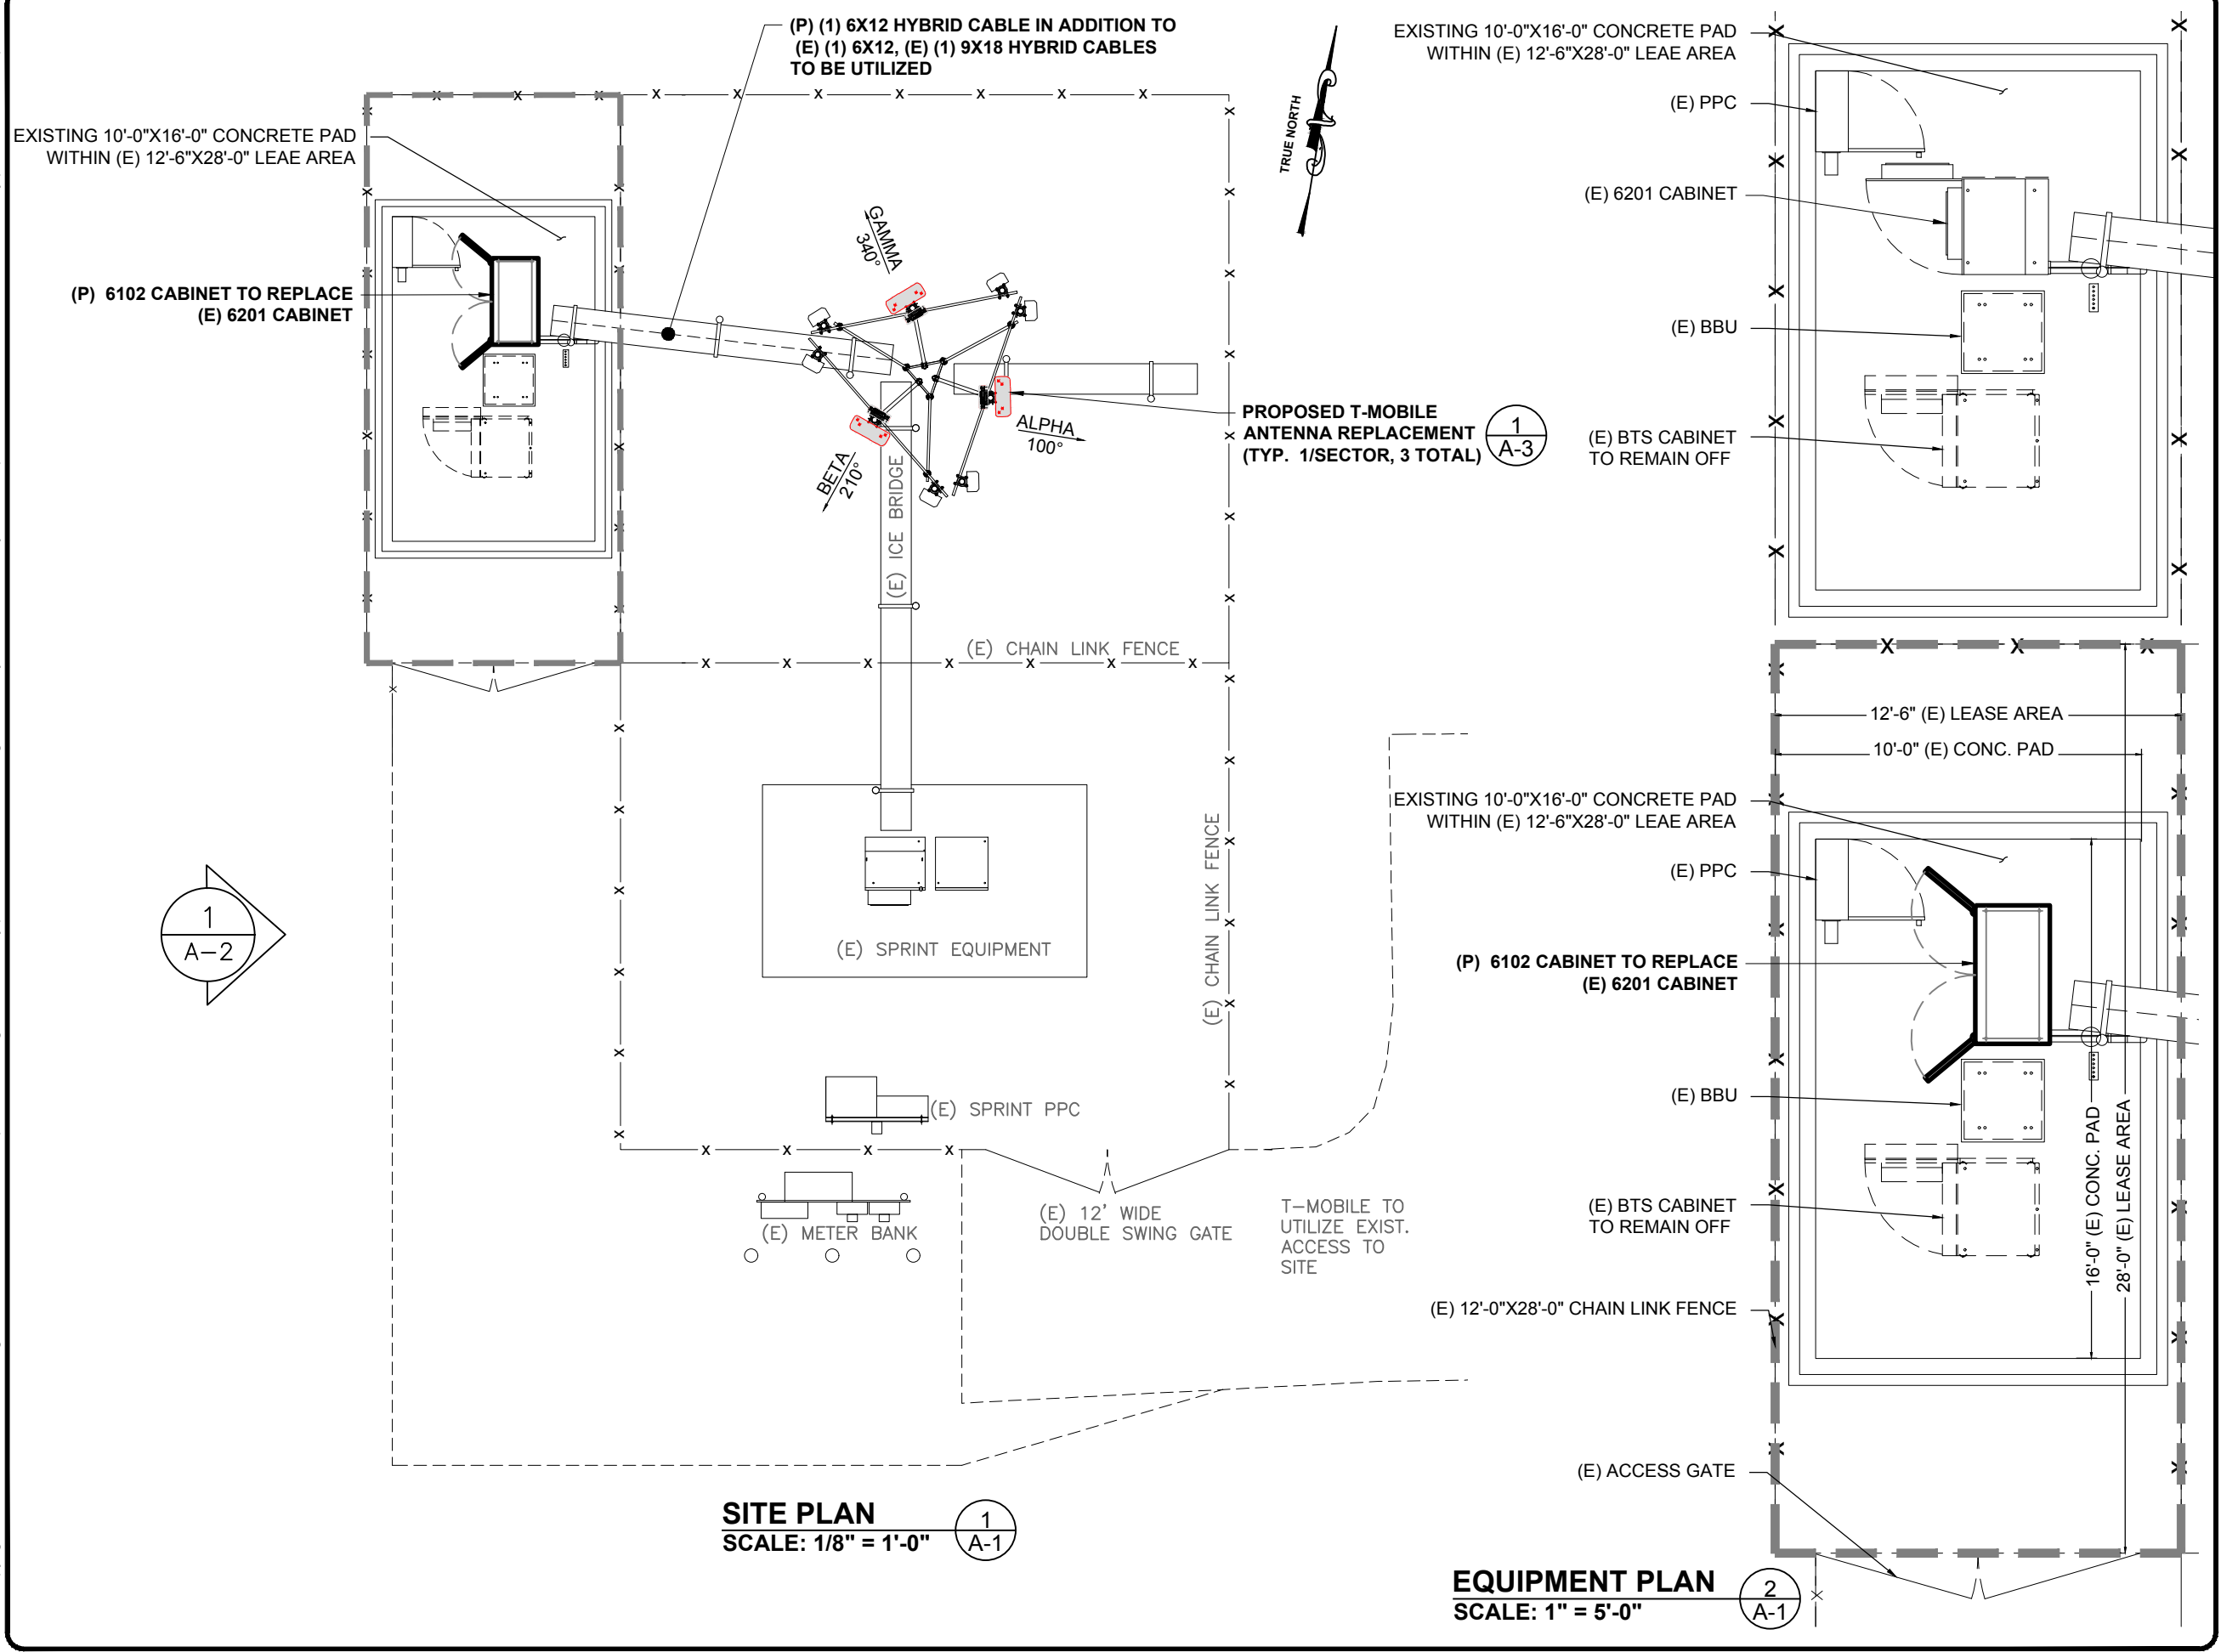 (P) (1) 6X12 HYBRID CABLE IN ADDITION TO
(E) (1) 6X12, (E) (1) 9X18 HYBRID CABLES
TO BE UTILIZED
EXISTING 10'-0"X16'-0" CONCRETE PAD
WITHIN (E) 12'-6"X28'-0" LEAE AREA
(P) 6102 CABINET TO REPLACE
(E) 6201 CABINET
TRUE NORTH
GAMMA
340°
ALPHA
100°
BETA
210°
PROPOSED T-MOBILE
ANTENNA REPLACEMENT
(TYP. 1/SECTOR, 3 TOTAL)
1
A-3
(E) ICE BRIDGE
(E) CHAIN LINK FENCE
(E) CHAIN LINK FENCE
1
A-2
(E) SPRINT EQUIPMENT
(E) SPRINT PPC
(E) METER BANK
(E) 12' WIDE
DOUBLE SWING GATE
T-MOBILE TO
UTILIZE EXIST.
ACCESS TO
SITE
SITE PLAN
SCALE: 1/8" = 1'-0"
1
A-1
EXISTING 10'-0"X16'-0" CONCRETE PAD
WITHIN (E) 12'-6"X28'-0" LEAE AREA
(E) PPC
(E) 6201 CABINET
(E) BBU
(E) BTS CABINET
TO REMAIN OFF
12'-6" (E) LEASE AREA
10'-0" (E) CONC. PAD
EXISTING 10'-0"X16'-0" CONCRETE PAD
WITHIN (E) 12'-6"X28'-0" LEAE AREA
(E) PPC
(P) 6102 CABINET TO REPLACE
(E) 6201 CABINET
(E) BBU
(E) BTS CABINET
TO REMAIN OFF
16'-0" (E) CONC. PAD
28'-0" (E) LEASE AREA
(E) 12'-0"X28'-0" CHAIN LINK FENCE
(E) ACCESS GATE
EQUIPMENT PLAN
SCALE: 1" = 5'-0"
2
A-1